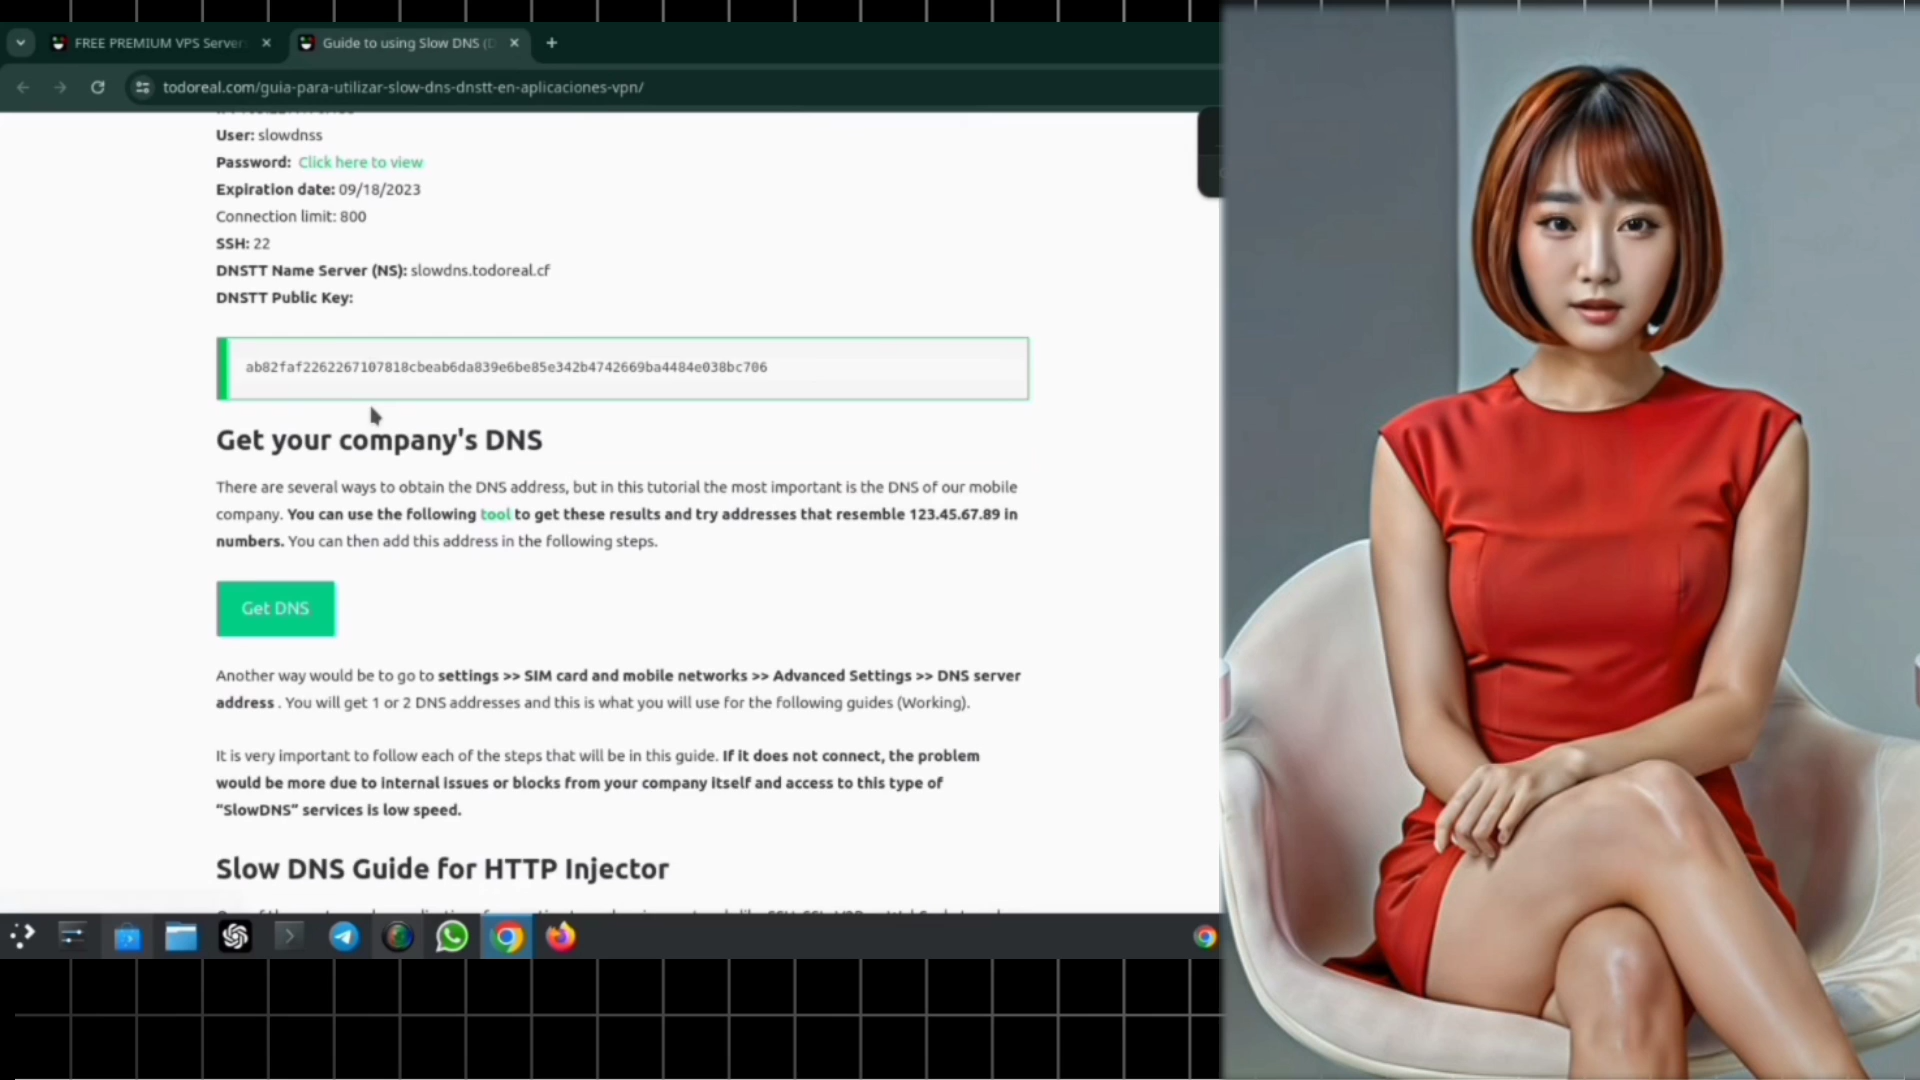 FREE PREMIUM VPS Server
Guide to using Slow DNS (D
todoreal.com/guia-para-utilizar-slow-dns-dnstt-en-aplicaciones-vpn/
User: slowdnss
Password: Click here to view
Expiration date: 09/18/2023
Connection limit: 800
SSH: 22
DNSTT Name Server (NS): slowdns.todoreal.cf
DNSTT Public Key:
ab82faf2262267107818cbeab6da839e6be85e342b4742669ba4484e038bc706
Get your company's DNS
There are several ways to obtain the DNS address, but in this tutorial the most important is the DNS of our mobile
company. You can use the following tool to get these results and try addresses that resemble 123.45.67.89 in
numbers. You can then add this address in the following steps.
Get DNS
Another way would be to go to settings >> SIM card and mobile networks >> Advanced Settings >> DNS server
address . You will get 1 or 2 DNS addresses and this is what you will use for the following guides (Working).
It is very important to follow each of the steps that will be in this guide. If it does not connect, the problem
would be more due to internal issues or blocks from your company itself and access to this type of
“SlowDNS” services is low speed.
Slow DNS Guide for HTTP Injector